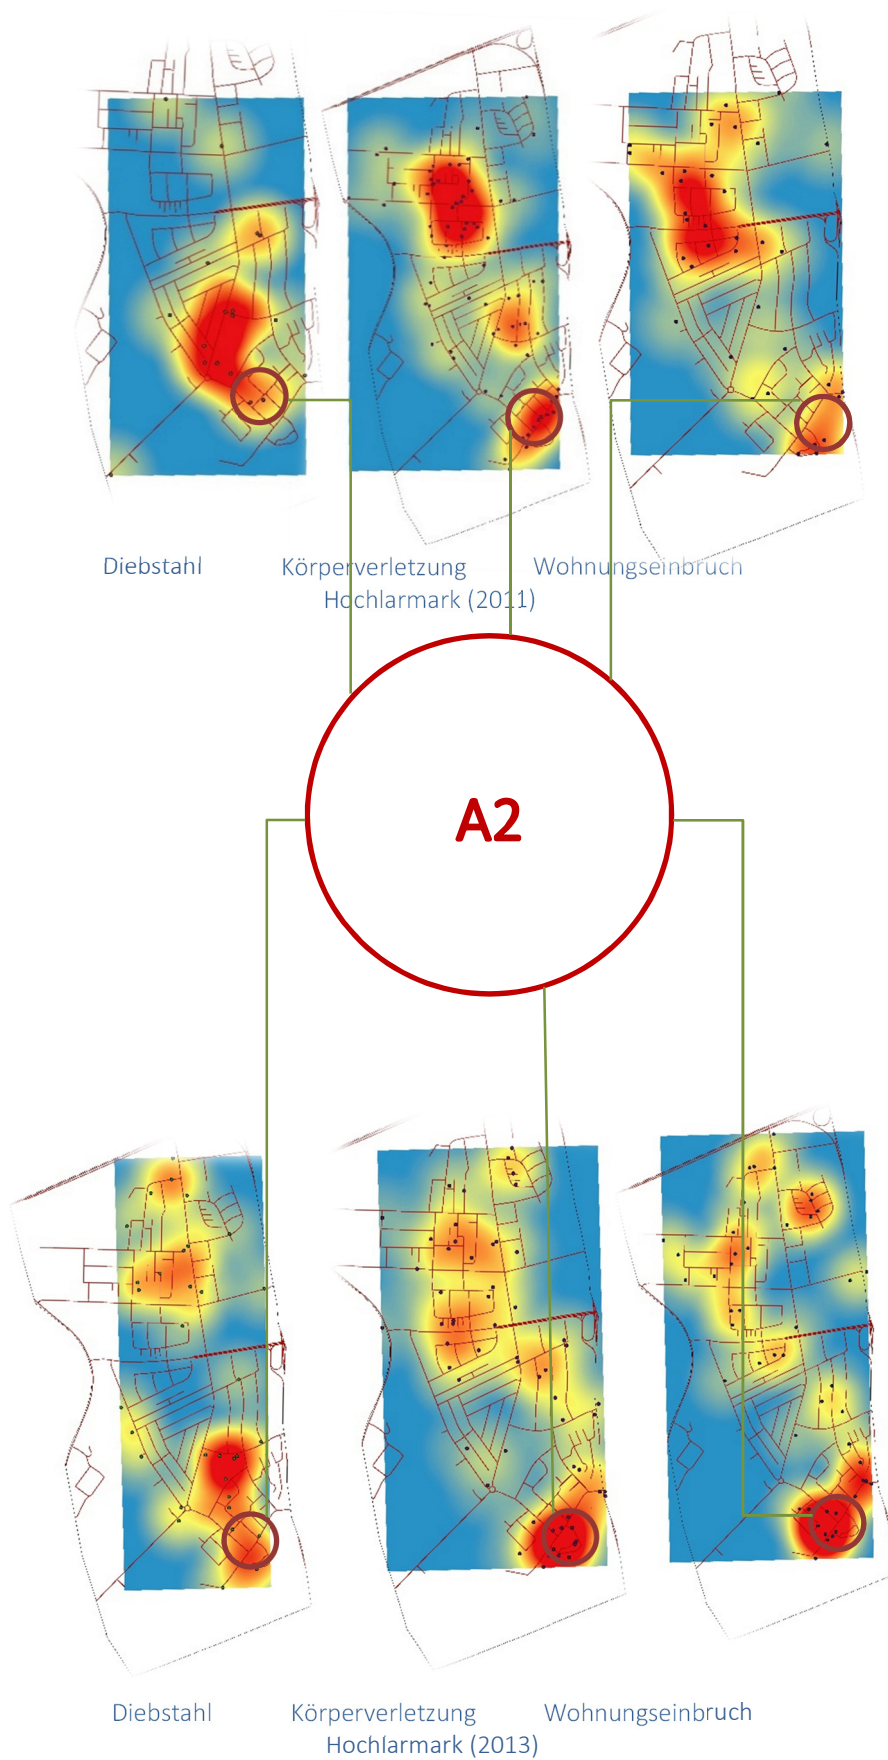 Diebstahl Körperverletzung Wohnungseinbruch
Hochlarmark (2011)
A2
Diebstahl Körperverletzung Wohnungseinbruch
Hochlarmark (2013)